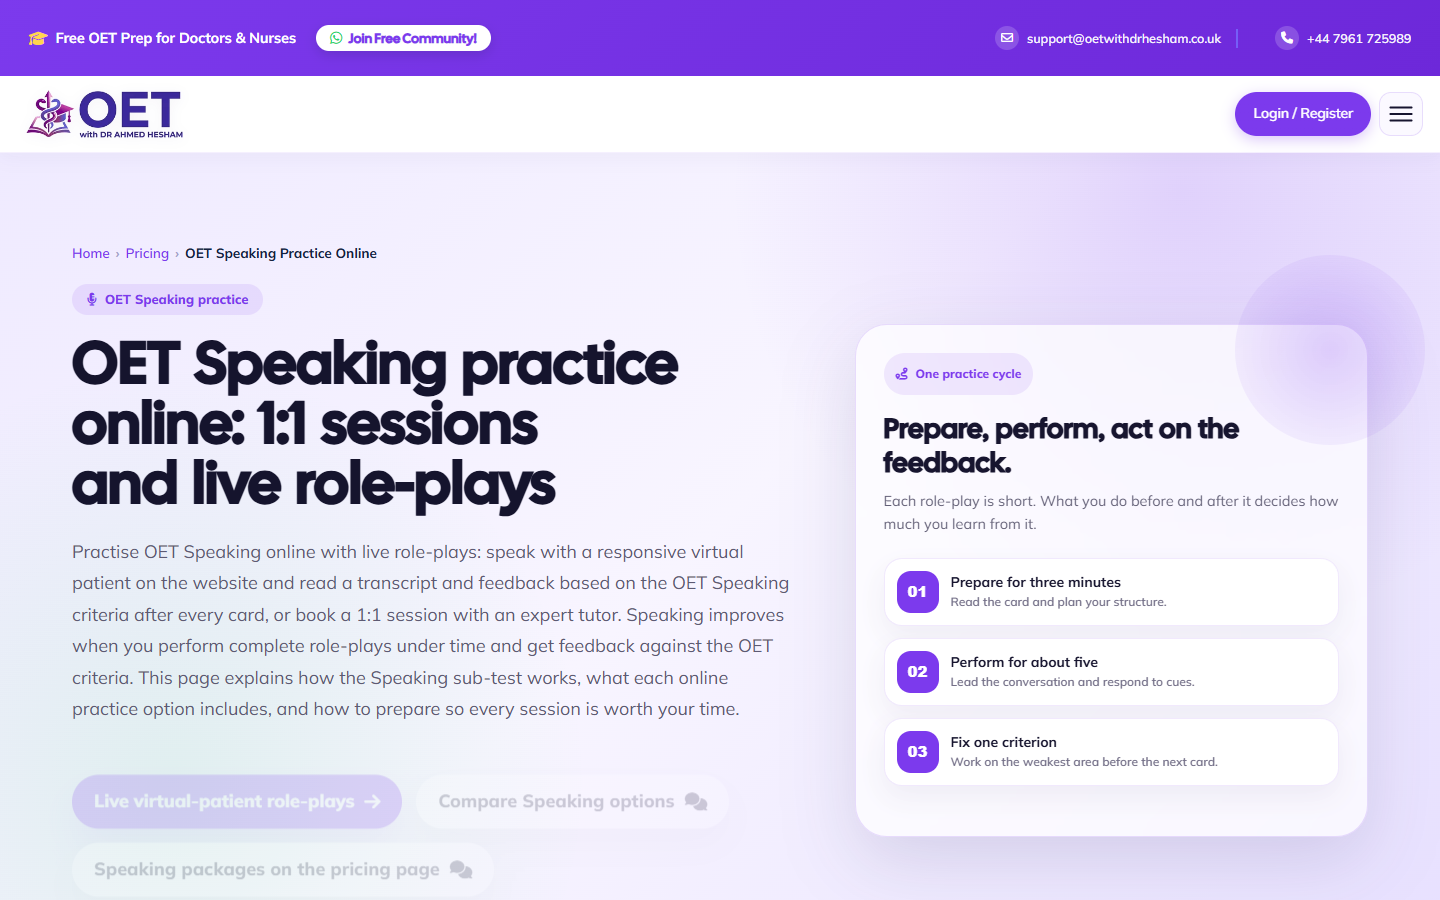 Free OET Prep for Doctors & Nurses
Join Free Community!
support@oetwithdrhesham.co.uk
+44 7961 725989
OET
with DR AHMED HESHAM
Login / Register
Home › Pricing › OET Speaking Practice Online
OET Speaking practice
OET Speaking practice
online: 1:1 sessions
and live role-plays
Practise OET Speaking online with live role-plays: speak with a responsive virtual
patient on the website and read a transcript and feedback based on the OET Speaking
criteria after every card, or book a 1:1 session with an expert tutor. Speaking improves
when you perform complete role-plays under time and get feedback against the OET
criteria. This page explains how the Speaking sub-test works, what each online
practice option includes, and how to prepare so every session is worth your time.
Live virtual-patient role-plays
Compare Speaking options
Speaking packages on the pricing page
One practice cycle
Prepare, perform, act on the
feedback.
Each role-play is short. What you do before and after it decides how
much you learn from it.
01
Prepare for three minutes
Read the card and plan your structure.
02
Perform for about five
Lead the conversation and respond to cues.
03
Fix one criterion
Work on the weakest area before the next card.